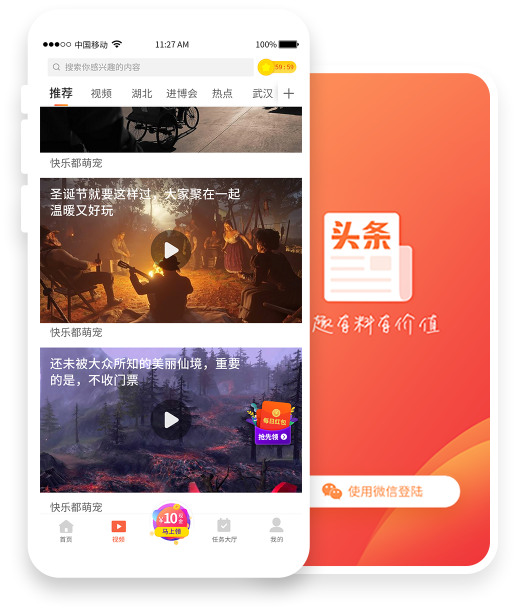 中国移动
11:27 AM
100%
搜索你感兴趣的内容
59:59
推荐 视频 湖北 进博会 热点 武汉 +
快乐都萌宠
圣诞节就要这样过，大家聚在一起
温暖又好玩
快乐都萌宠
还未被大众所知的美丽仙境，重要
的是，不收门票
每日红包
抢先领
快乐都萌宠
¥10
马上领
首页 视频 任务大厅 我的
头条
趣有料有价值
使用微信登陆